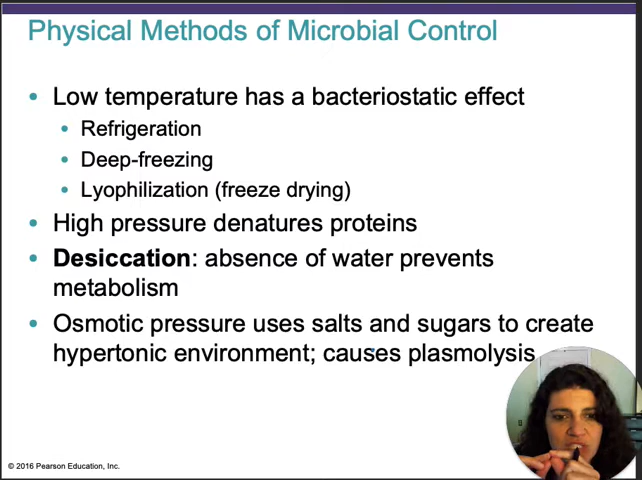 Physical Methods of Microbial Control
• Low temperature has a bacteriostatic effect
• Refrigeration
• Deep-freezing
• Lyophilization (freeze drying)
• High pressure denatures proteins
• Desiccation: absence of water prevents
metabolism
• Osmotic pressure uses salts and sugars to create
hypertonic environment; causes plasmolysis
© 2016 Pearson Education, Inc.